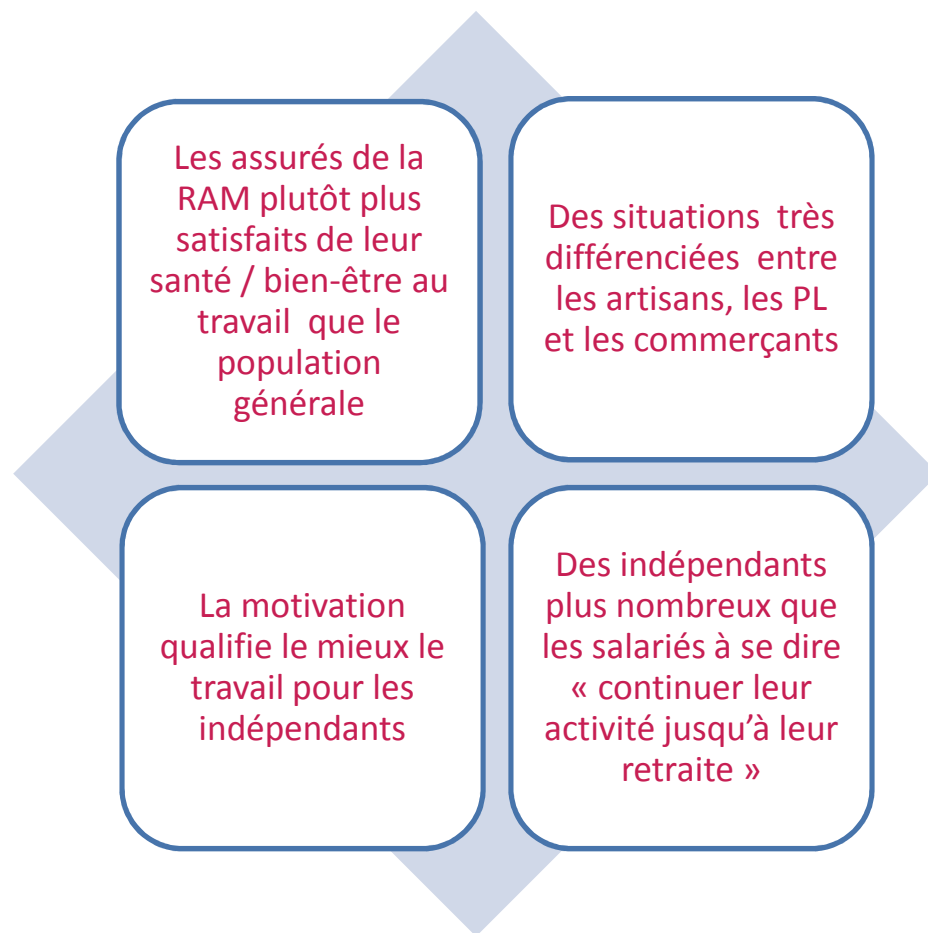 Les assurés de la
RAM plutôt plus
satisfaits de leur
santé / bien-être au
travail que le
population
générale
Des situations très
différenciées entre
les artisans, les PL
et les commerçants
La motivation
qualifie le mieux le
travail pour les
indépendants
Des indépendants
plus nombreux que
les salariés à se dire
« continuer leur
activité jusqu’à leur
retraite »